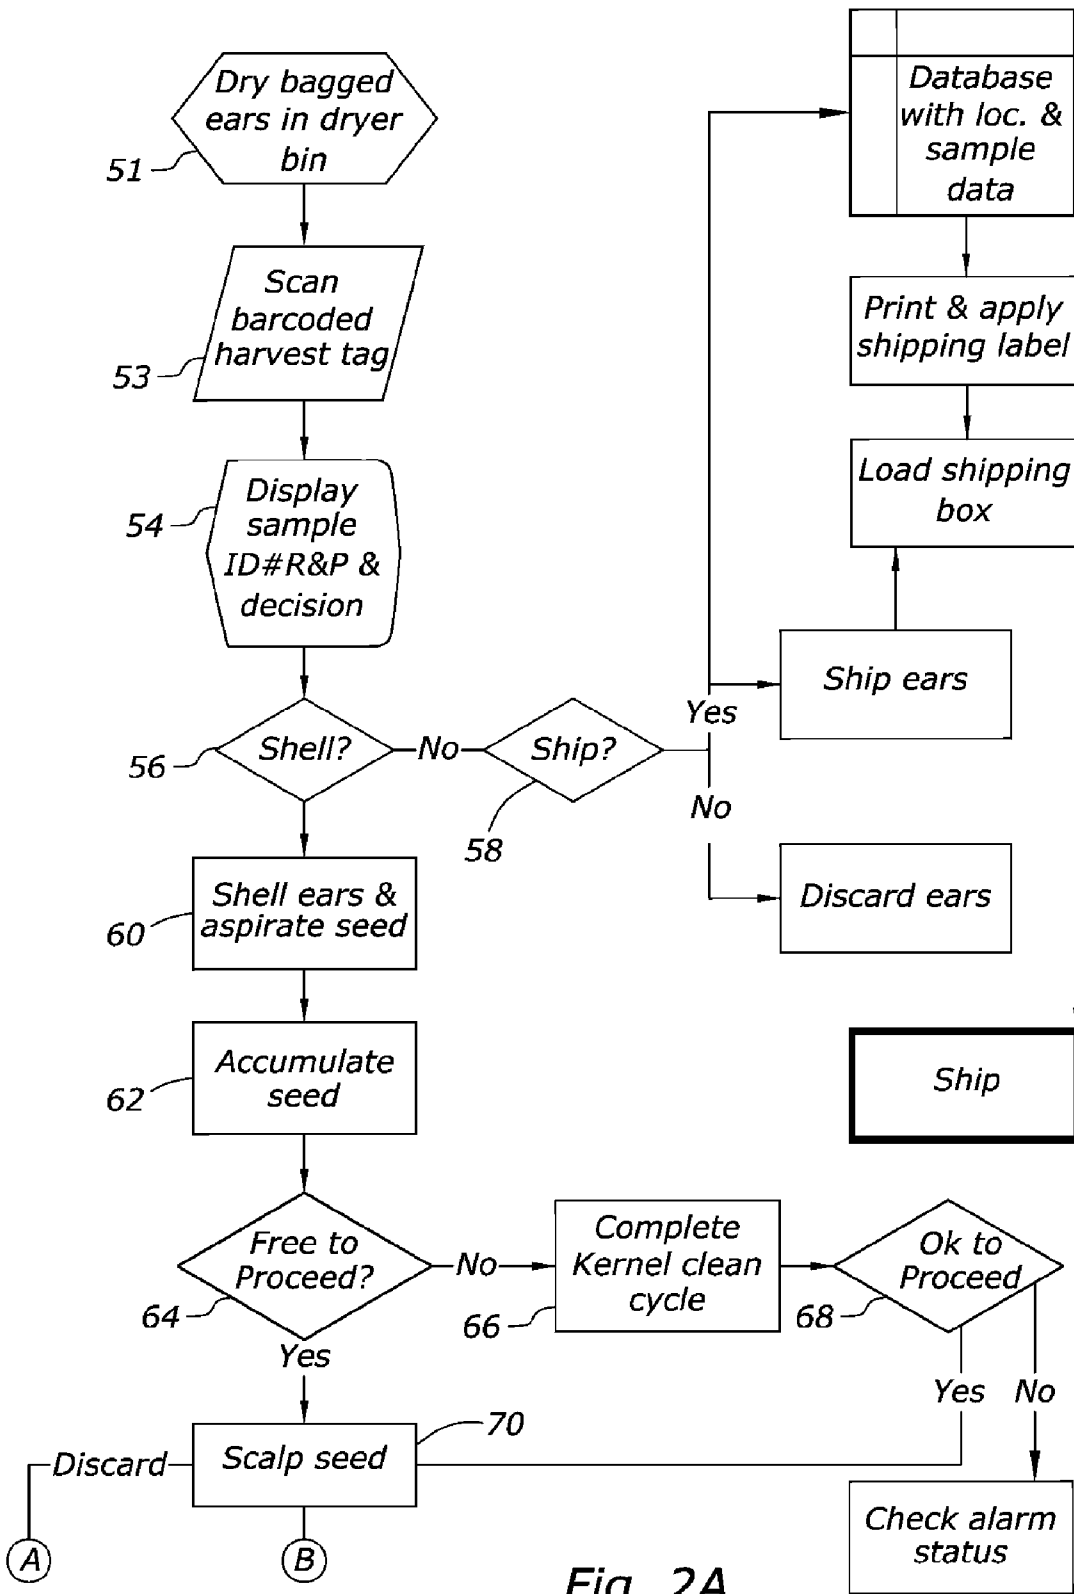 Dry bagged
ears in dryer
bin
51
Scan
barcoded
harvest tag
53
Display
sample
ID#R&P &
decision
54
Shell?
56
No
Ship?
58
Yes
No
Database
with loc. &
sample
data
Print & apply
shipping label
Load shipping
box
Ship ears
Discard ears
Shell ears &
aspirate seed
60
Accumulate
seed
62
Ship
Free to
Proceed?
64
No
Complete
Kernel clean
cycle
66
Ok to
Proceed
68
Yes
Yes
No
Scalp seed
70
Discard
A
B
Check alarm
status
Fig. 2A